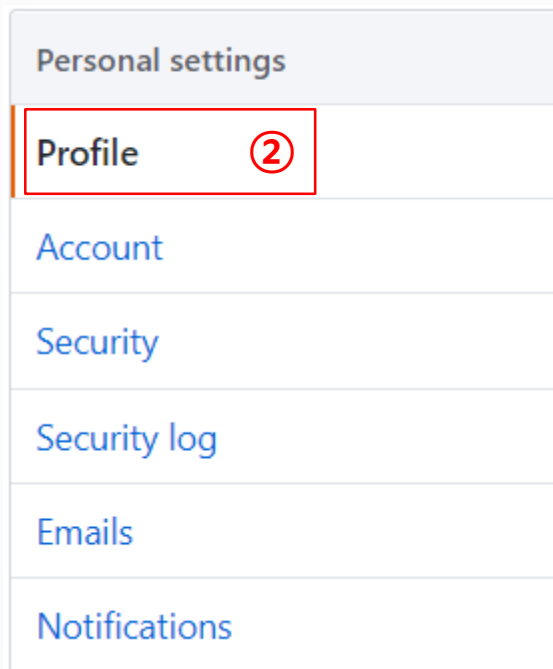 Personal settings
Profile ②
Account
Security
Security log
Emails
Notifications